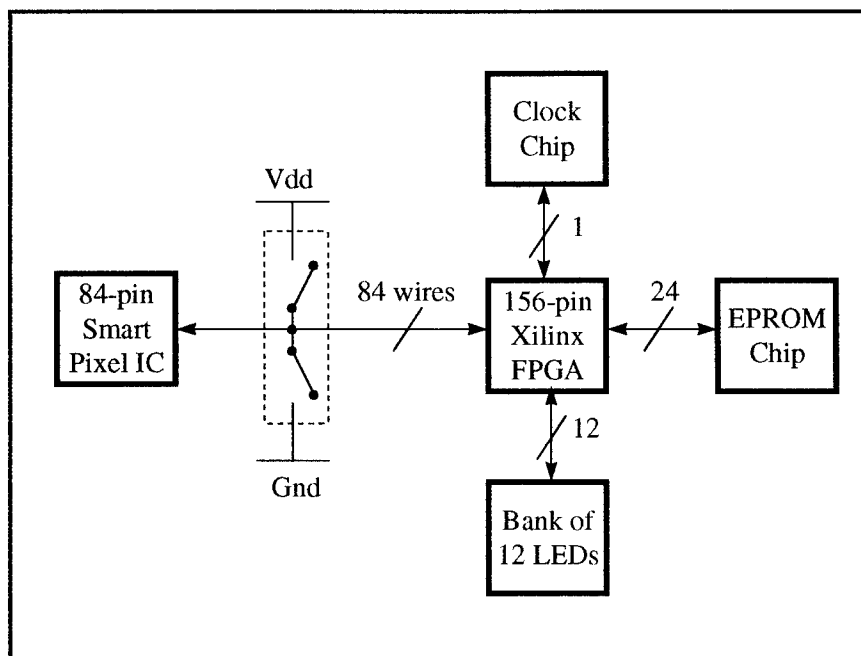 Clock
Chip
Vdd
1
84-pin
Smart
Pixel IC
84 wires
156-pin
Xilinx
FPGA
24
EPROM
Chip
12
Gnd
Bank of
12 LEDs